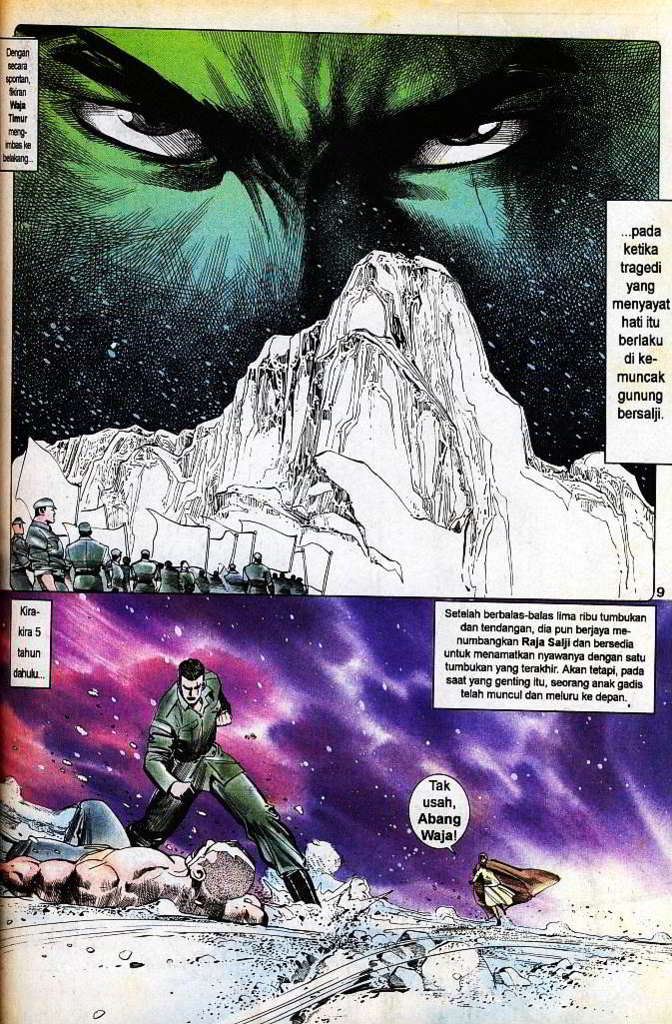 Dengan
secara
spontan,
fikiran
Waja
Timur
meng-
imbas ke
belakang...
...pada
ketika
tragedi
yang
menyayat
hati itu
berlaku
di ke-
muncak
gunung
bersalji.
9
Kira-
kira 5
tahun
dahulu...
Setelah berbalas-balas lima ribu tumbukan
dan tendangan, dia pun berjaya me-
numbangkan Raja Salji dan bersedia
untuk menamatkan nyawanya dengan satu
tumbukan yang terakhir. Akan tetapi, pada
saat yang genting itu, seorang anak gadis
telah muncul dan meluru ke depan.
Tak
usah,
Abang
Waja!